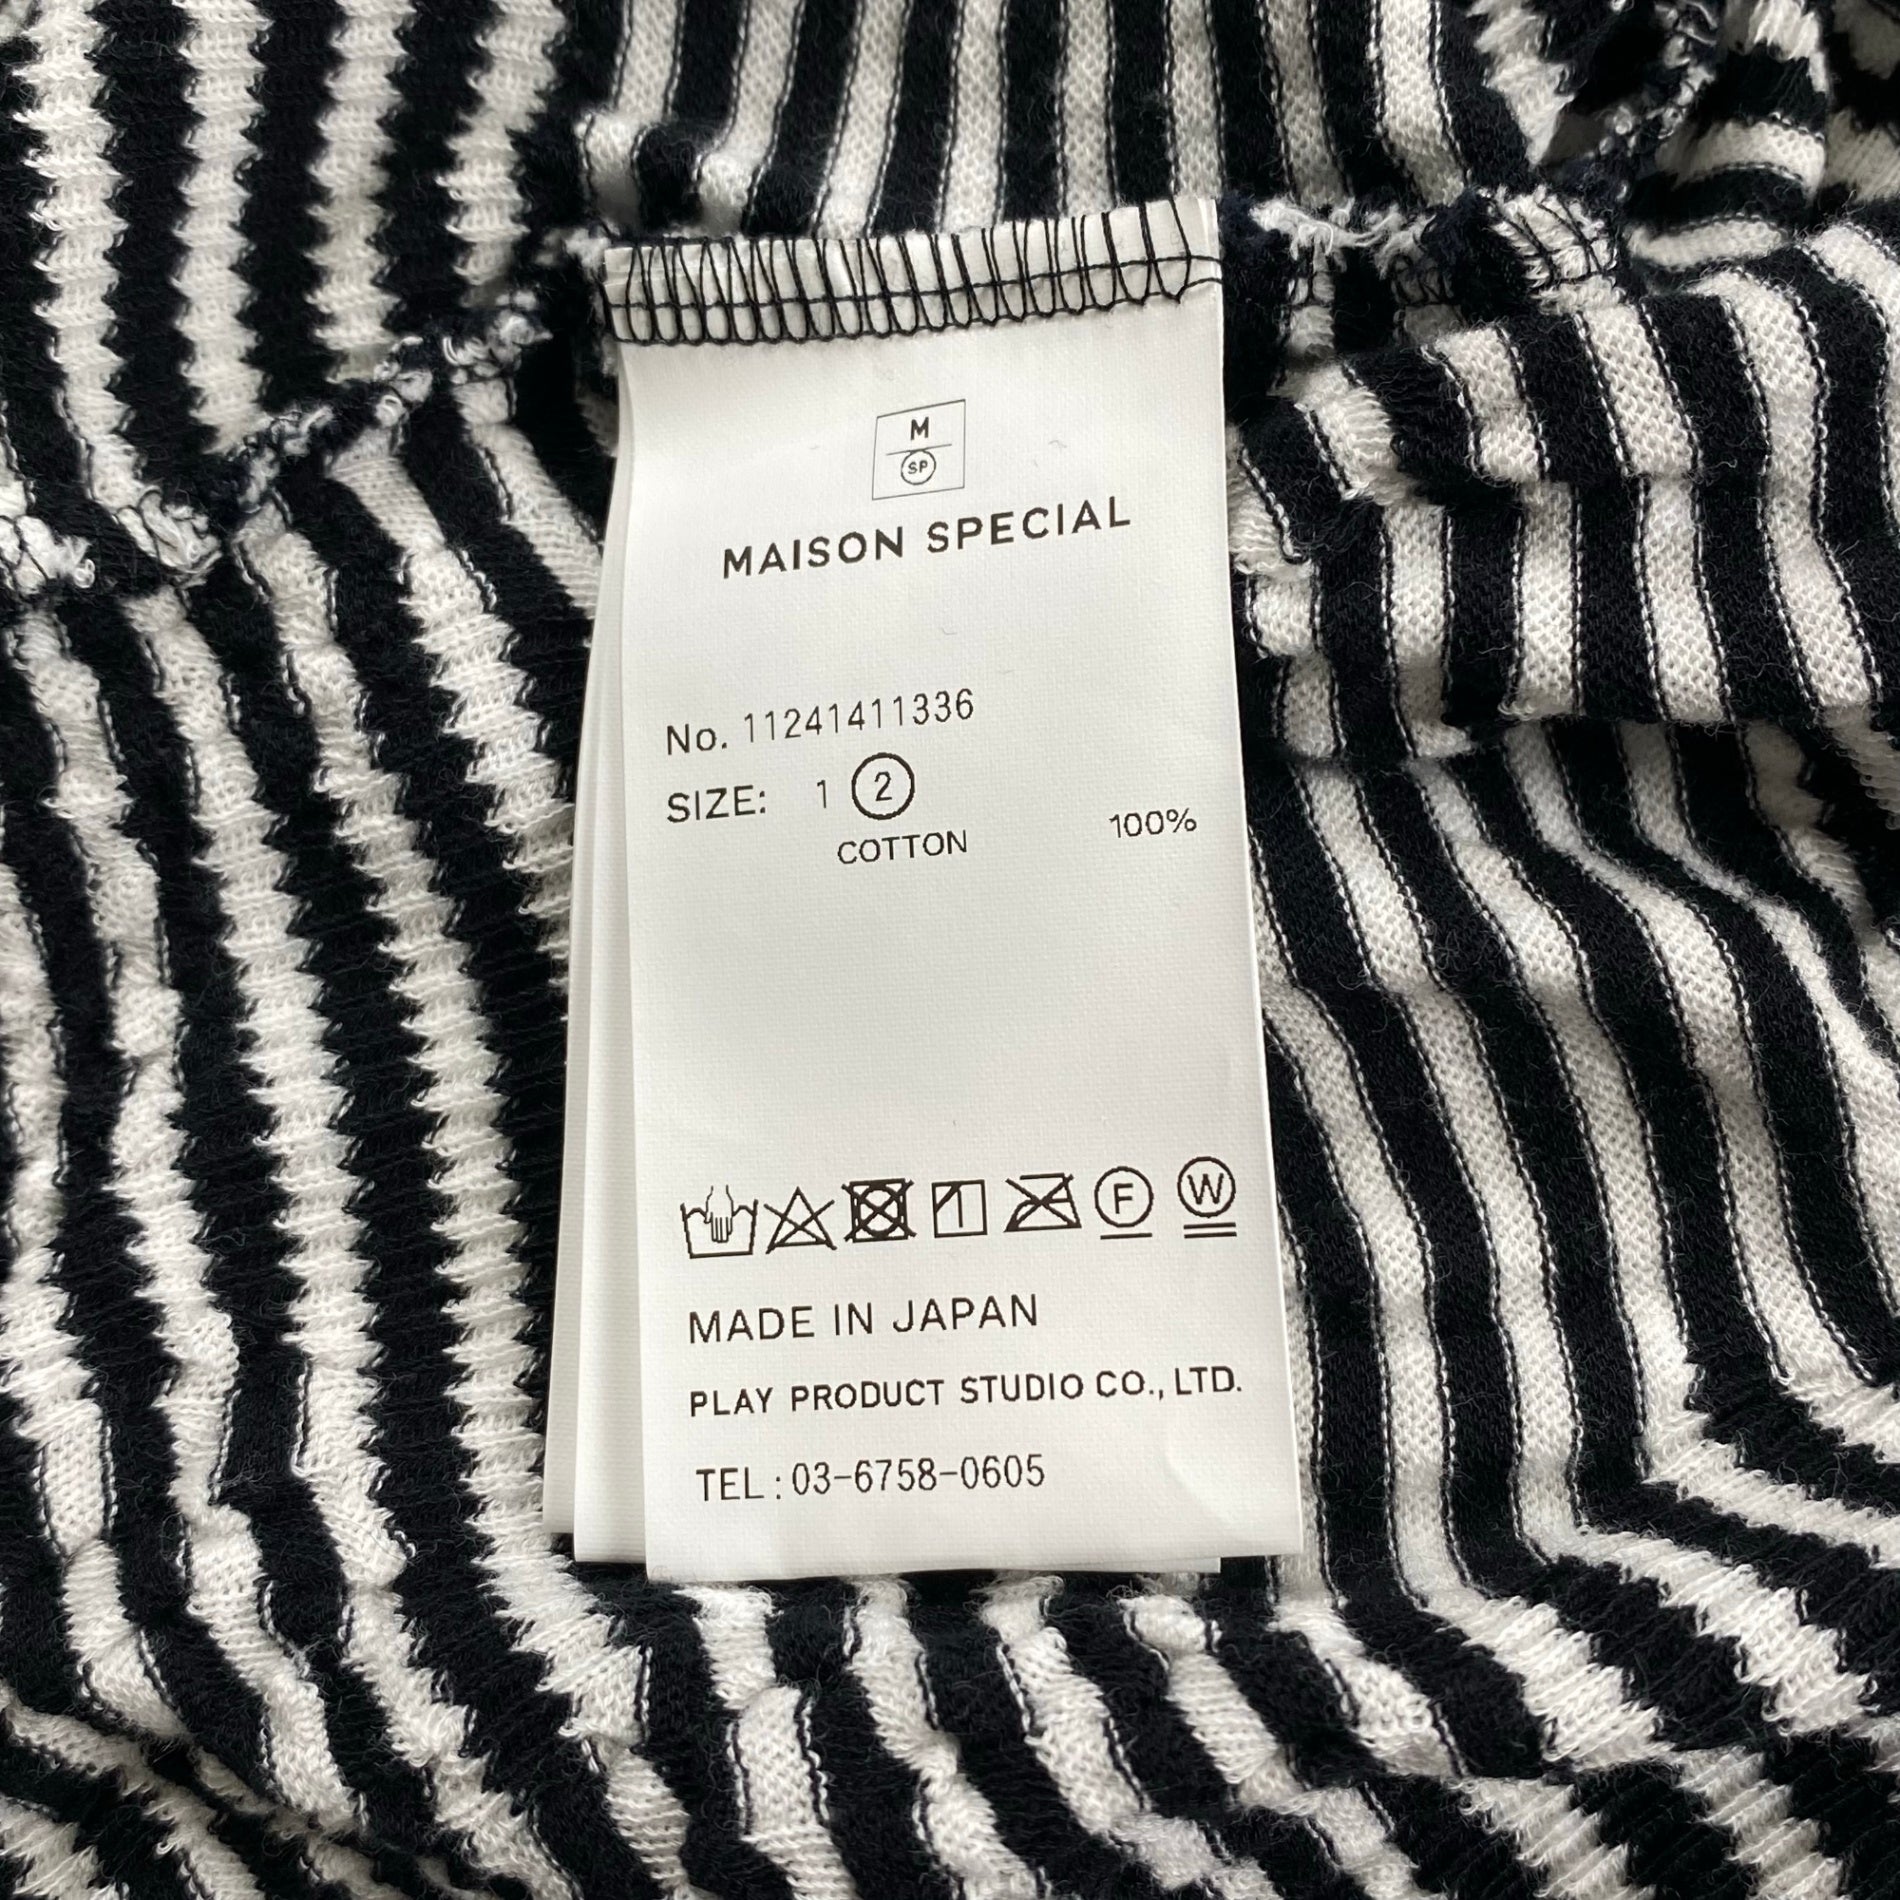 M
SP
MAISON SPECIAL
No. 11241411336
SIZE: 1 2
COTTON 100%
F W
MADE IN JAPAN
PLAY PRODUCT STUDIO CO., LTD.
TEL : 03-6758-0605